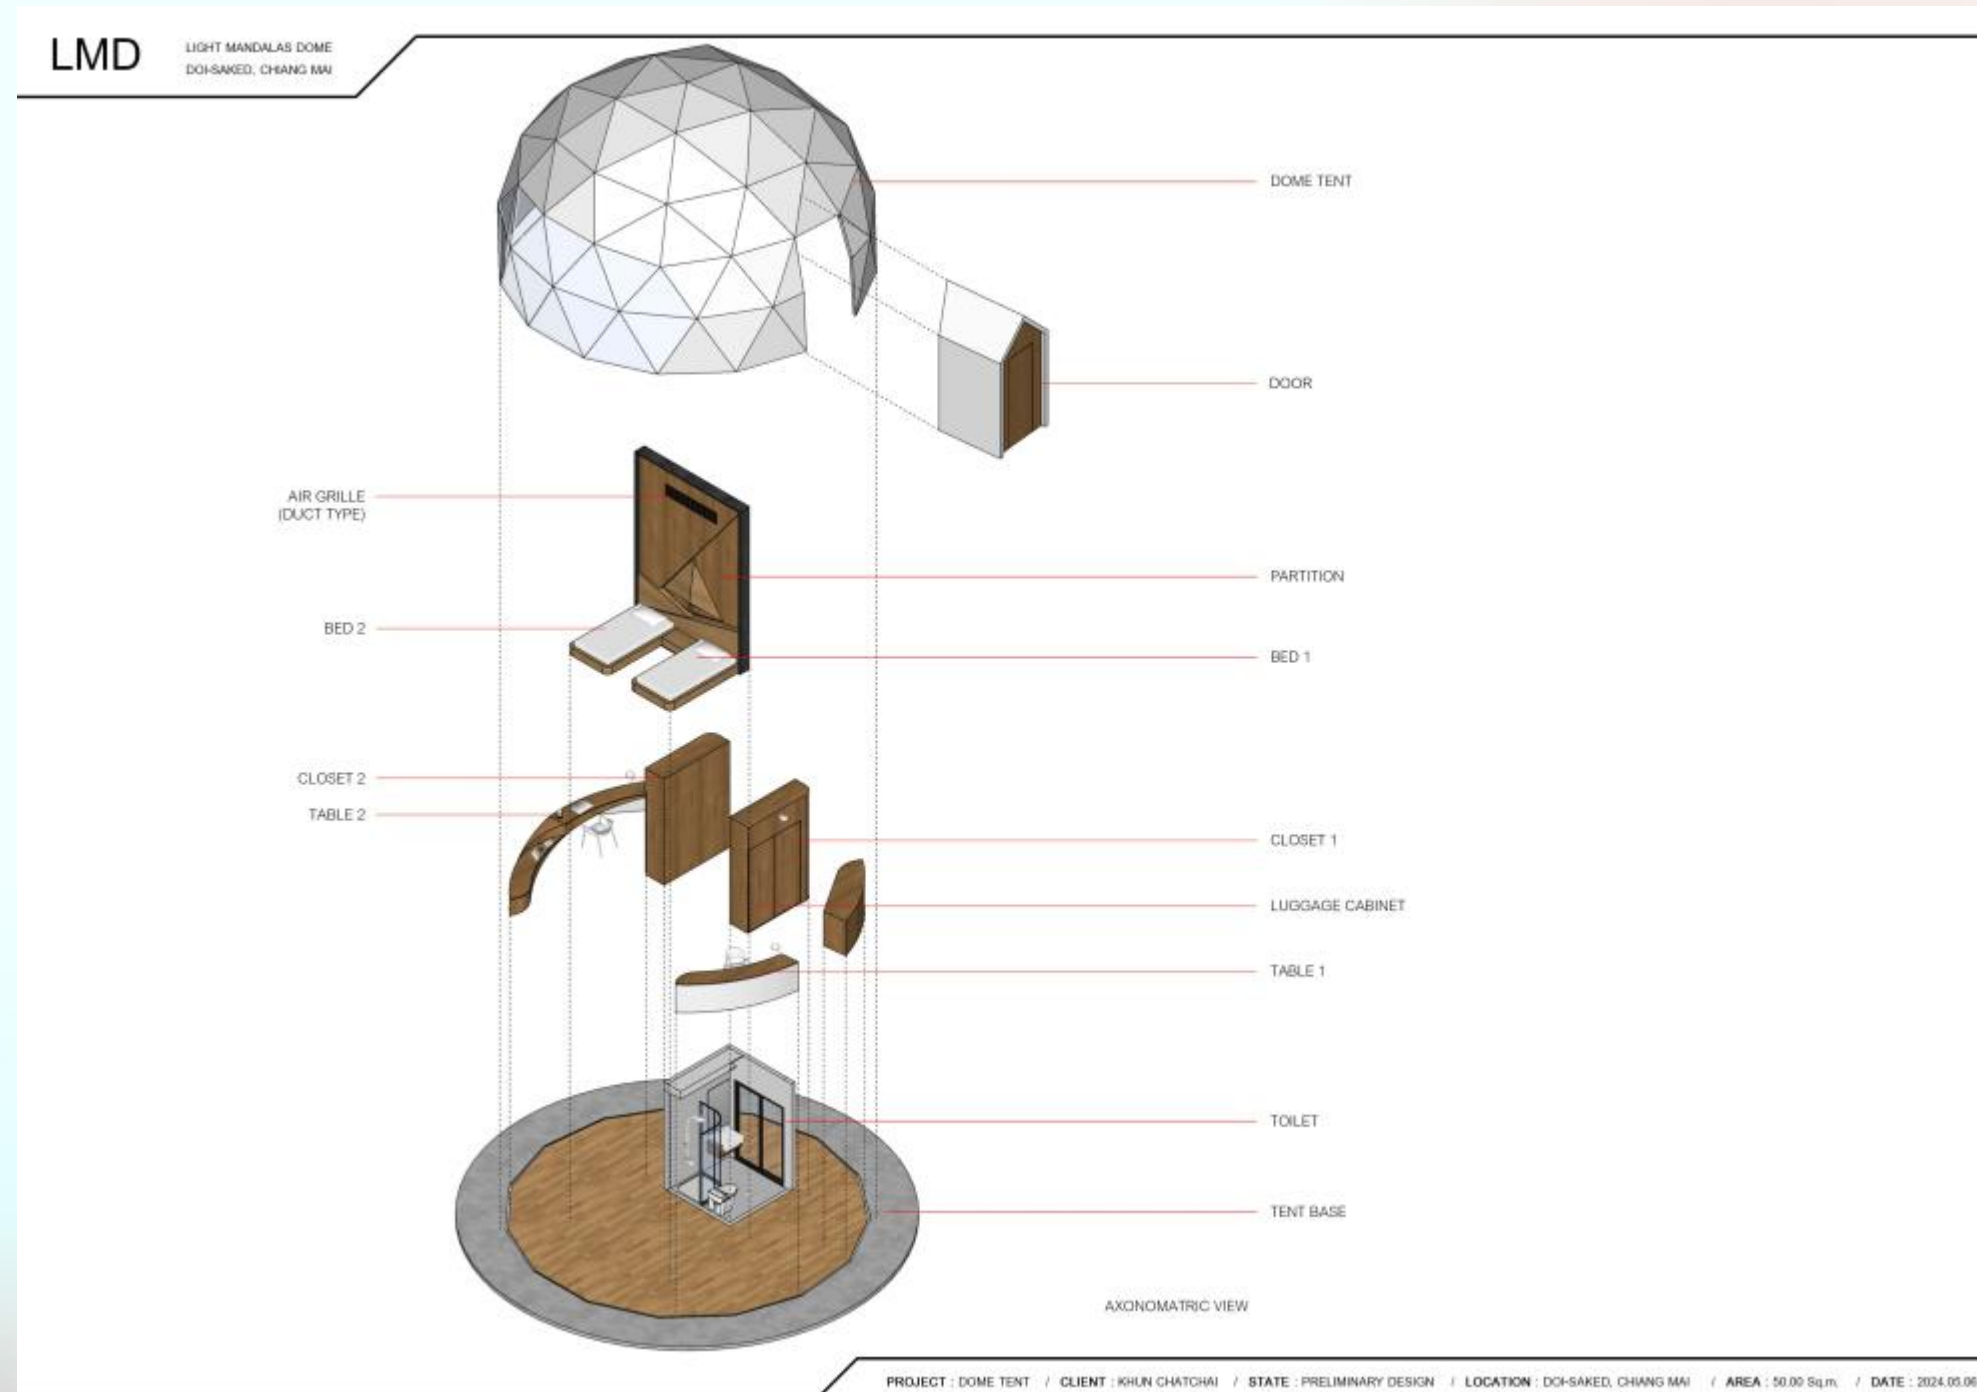 LMD
LIGHT MANDALAS DOME
DOI-SAKED, CHIANG MAI
DOME TENT
DOOR
AIR GRILLE
(DUCT TYPE)
PARTITION
BED 2
BED 1
CLOSET 2
TABLE 2
CLOSET 1
LUGGAGE CABINET
TABLE 1
TOILET
TENT BASE
AXONOMATRIC VIEW
PROJECT : DOME TENT / CLIENT : KHUN CHATCHAI / STATE : PRELIMINARY DESIGN / LOCATION : DOI-SAKED, CHIANG MAI / AREA : 50.00 Sq.m. / DATE : 2024.05.06